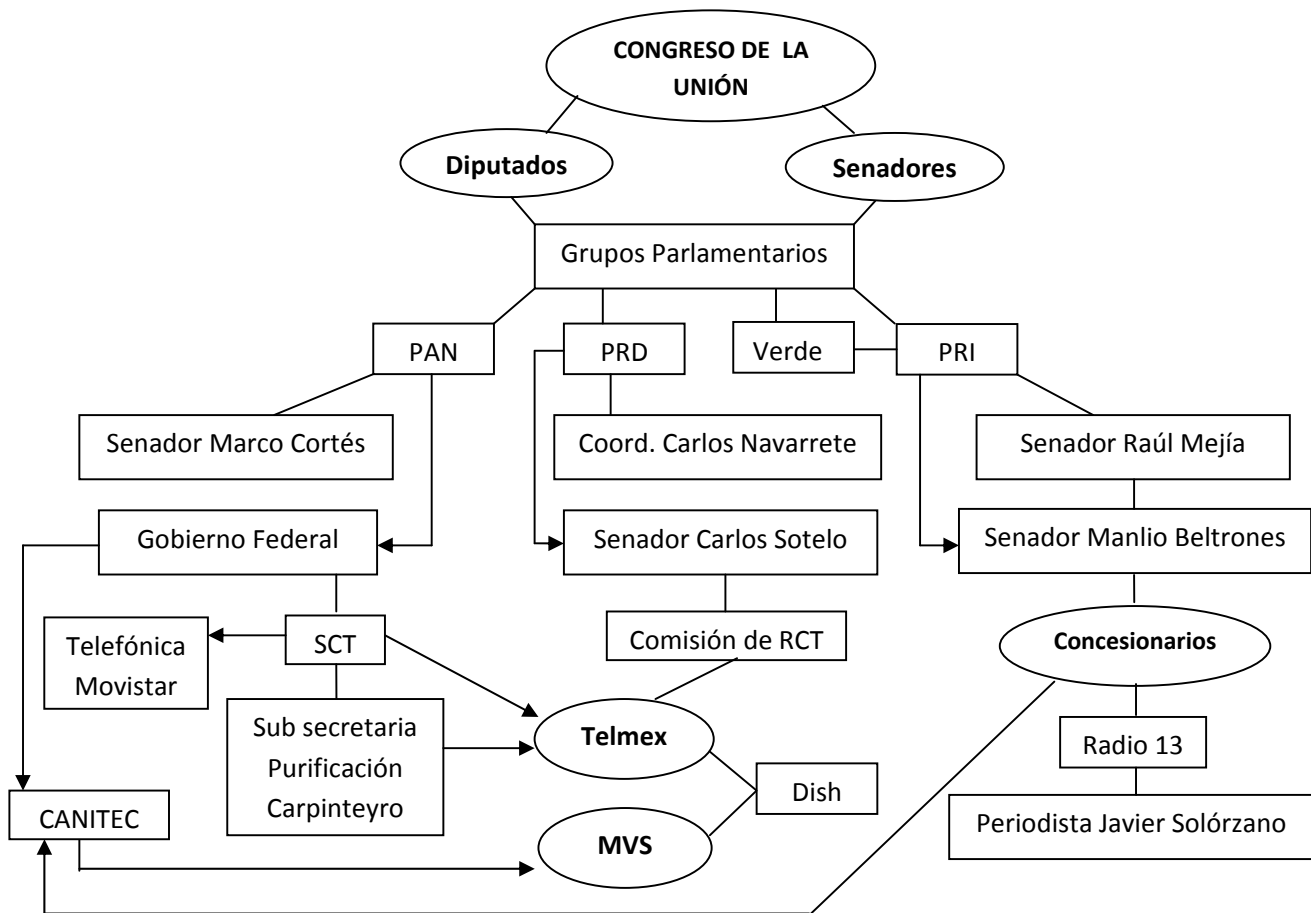 CONGRESO DE LA
UNIÓN
Diputados
Senadores
Grupos Parlamentarios
PAN
PRD
Verde
PRI
Senador Marco Cortés
Coord. Carlos Navarrete
Senador Raúl Mejía
Gobierno Federal
Senador Carlos Sotelo
Senador Manlio Beltrones
Telefónica
Movistar
SCT
Comisión de RCT
Concesionarios
Sub secretaria
Purificación
Carpinteyro
Telmex
Radio 13
Dish
CANITEC
MVS
Periodista Javier Solórzano